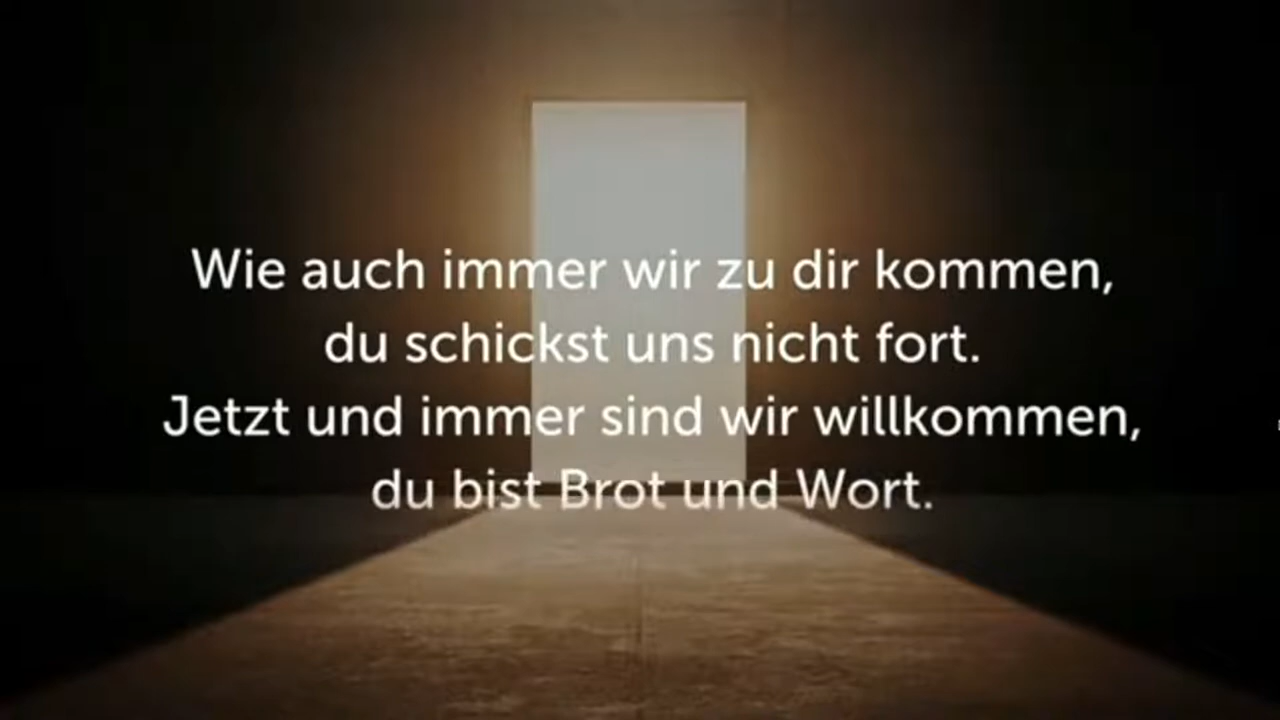 Wie auch immer wir zu dir kommen,
du schickst uns nicht fort.
Jetzt und immer sind wir willkommen,
du bist Brot und Wort.